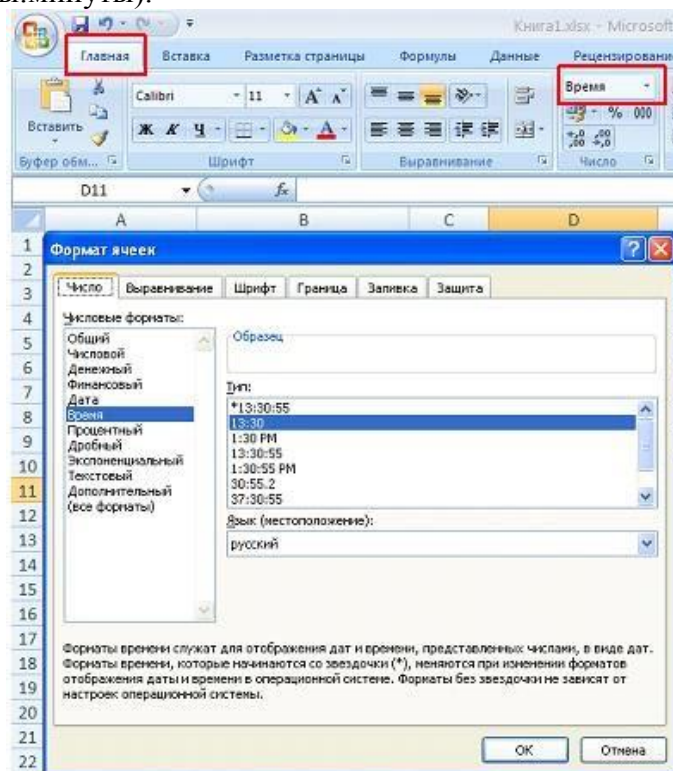 Книга1.xlsx - Microsoft
Главная Вставка Разметка страницы Формулы Данные Рецензировани
Вставить
Calibri 11 A A
Время
Ж К Ч A
% 000
Буфер обм... Шрифт Выравнивание Число
D11 fx
A B C D
1
2
3
4
5
6
7
8
9
10
11
12
13
14
15
16
17
18
19
20
21
22
Формат ячеек
Число Выравнивание Шрифт Граница Заливка Защита
Числовые форматы:
Общий
Числовой
Денежный
Финансовый
Дата
Время
Процентный
Дробный
Экспоненциальный
Текстовый
Дополнительный
(все форматы)
Образец
Тип:
*13:30:55
13:30
1:30 PM
13:30:55
1:30:55 PM
30:55.2
37:30:55
Язык (местоположение):
русский
Форматы времени служат для отображения дат и времени, представленных числами, в виде дат.
Форматы времени, которые начинаются со звездочки (*), меняются при изменении форматов
отображения даты и времени в операционной системе. Форматы без звездочки не зависят от
настроек операционной системы.
ОК Отмена